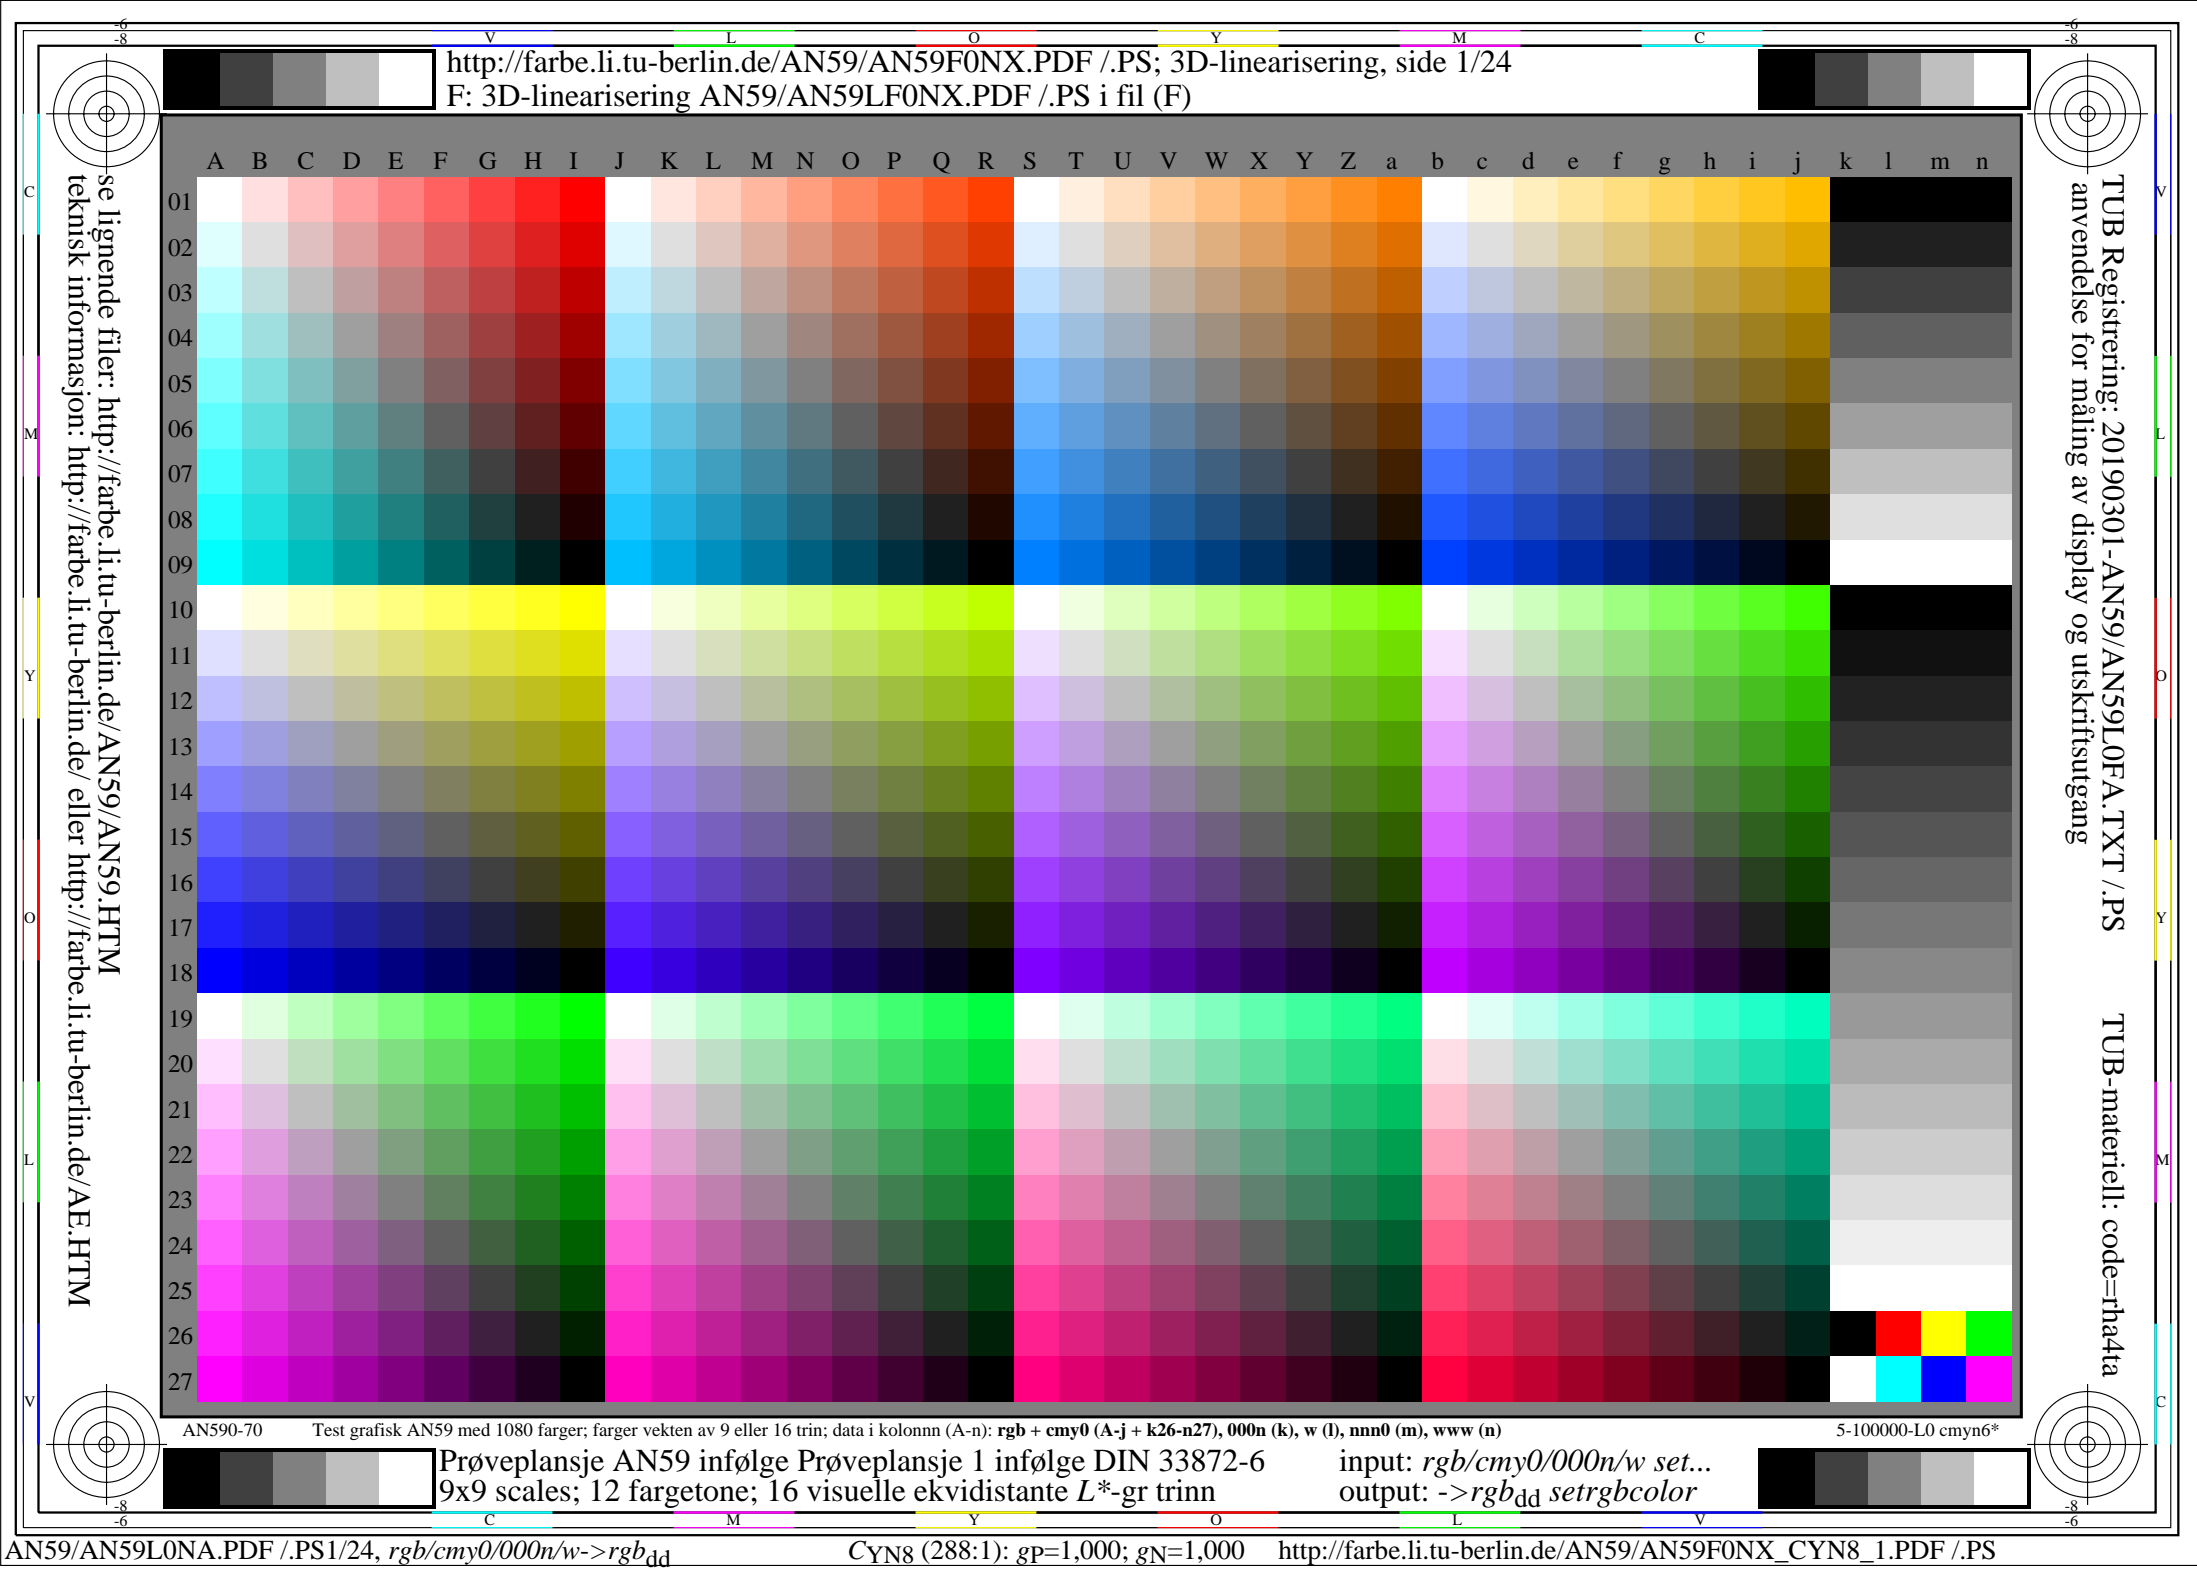 -6
-8
-6
-8
V L O Y M C
http://farbe.li.tu-berlin.de/AN59/AN59F0NX.PDF /.PS; 3D-linearisering, side 1/24
F: 3D-linearisering AN59/AN59LF0NX.PDF /.PS i fil (F)
se lignende filer: http://farbe.li.tu-berlin.de/AN59/AN59.HTM
teknisk informasjon: http://farbe.li.tu-berlin.de/ eller http://farbe.li.tu-berlin.de/AE.HTM
TUB Registrering: 20190301-AN59/AN59L0FA.TXT /.PS
anvendelse for måling av display og utskriftsutgang
TUB-materiell: code=rha4ta
C
M
Y
O
L
V
V
L
O
Y
M
C
A B C D E F G H I J K L M N O P Q R S T U V W X Y Z a b c d e f g h i j k l m n
01
02
03
04
05
06
07
08
09
10
11
12
13
14
15
16
17
18
19
20
21
22
23
24
25
26
27
AN590-70
Test grafisk AN59 med 1080 farger; farger vekten av 9 eller 16 trin; data i kolonnn (A-n): rgb + cmy0 (A-j + k26-n27), 000n (k), w (l), nnn0 (m), www (n)
5-100000-L0 cmyn6*
Prøveplansje AN59 infølge Prøveplansje 1 infølge DIN 33872-6
9x9 scales; 12 fargetone; 16 visuelle ekvidistante L*-gr trinn
input: rgb/cmy0/000n/w set...
output: ->rgbdd setrgbcolor
-8
-6
-8
-6
C M Y O L V
AN59/AN59L0NA.PDF /.PS1/24, rgb/cmy0/000n/w->rgbdd
CYN8 (288:1): gP=1,000; gN=1,000
http://farbe.li.tu-berlin.de/AN59/AN59F0NX_CYN8_1.PDF /.PS